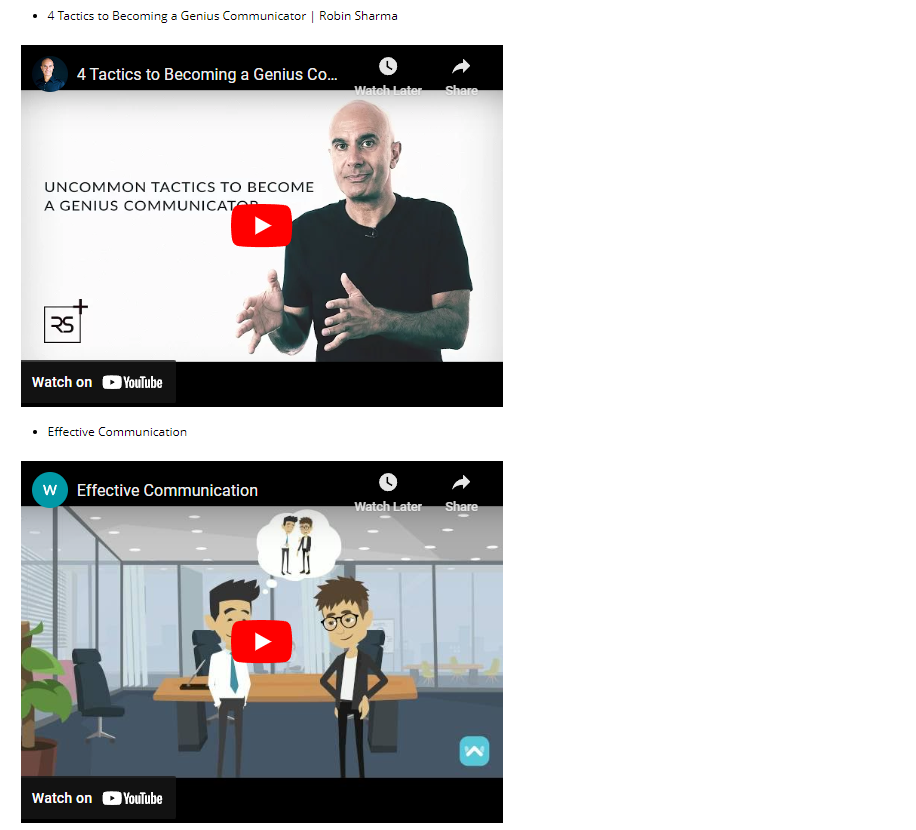 4 Tactics to Becoming a Genius Communicator | Robin Sharma
4 Tactics to Becoming a Genius Co...
Watch Later
Share
UNCOMMON TACTICS TO BECOME
A GENIUS COMMUNICATOR
RS
Watch on YouTube
Effective Communication
W
Effective Communication
Watch Later
Share
Watch on YouTube